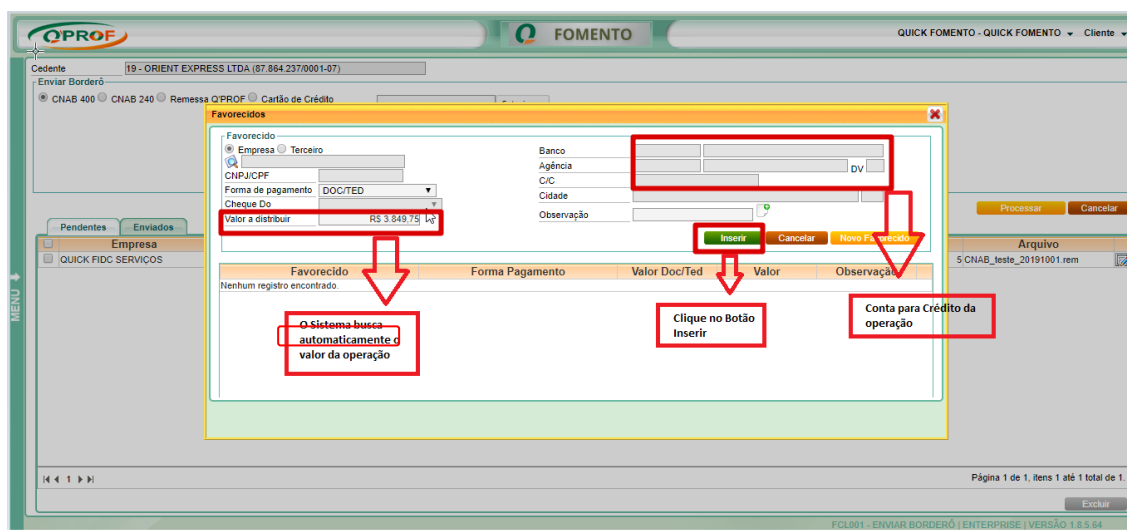 QPROF
FOMENTO
QUICK FOMENTO - QUICK FOMENTO
Cliente
Cedente
19 - ORIENT EXPRESS LTDA (87.864.237/0001-07)
Enviar Borderô
CNAB 400 CNAB 240 Remessa Q'PROF Cartão de Crédito
Favorecidos
Favorecido
Empresa Terceiro
CNPJ/CPF
Forma de pagamento DOC/TED
Cheque Do
Valor a distribuir R$ 3.849,75
Banco
Agência DV
C/C
Cidade
Observação
Inserir Cancelar Novo Favorecido
Processar Cancelar
Pendentes Enviados
Empresa Arquivo
QUICK FIDC SERVIÇOS 5 CNAB_teste_20191001.rem
MENU
Favorecido Forma Pagamento Valor Doc/Ted Valor Observação
Nenhum registro encontrado.
O Sistema busca
automaticamente o
valor da operação
Clique no Botão
Inserir
Conta para Crédito da
operação
1
Página 1 de 1, itens 1 até 1 total de 1.
Excluir
FCL001 - ENVIAR BORDERÔ | ENTERPRISE | VERSÃO 1.8.5.64